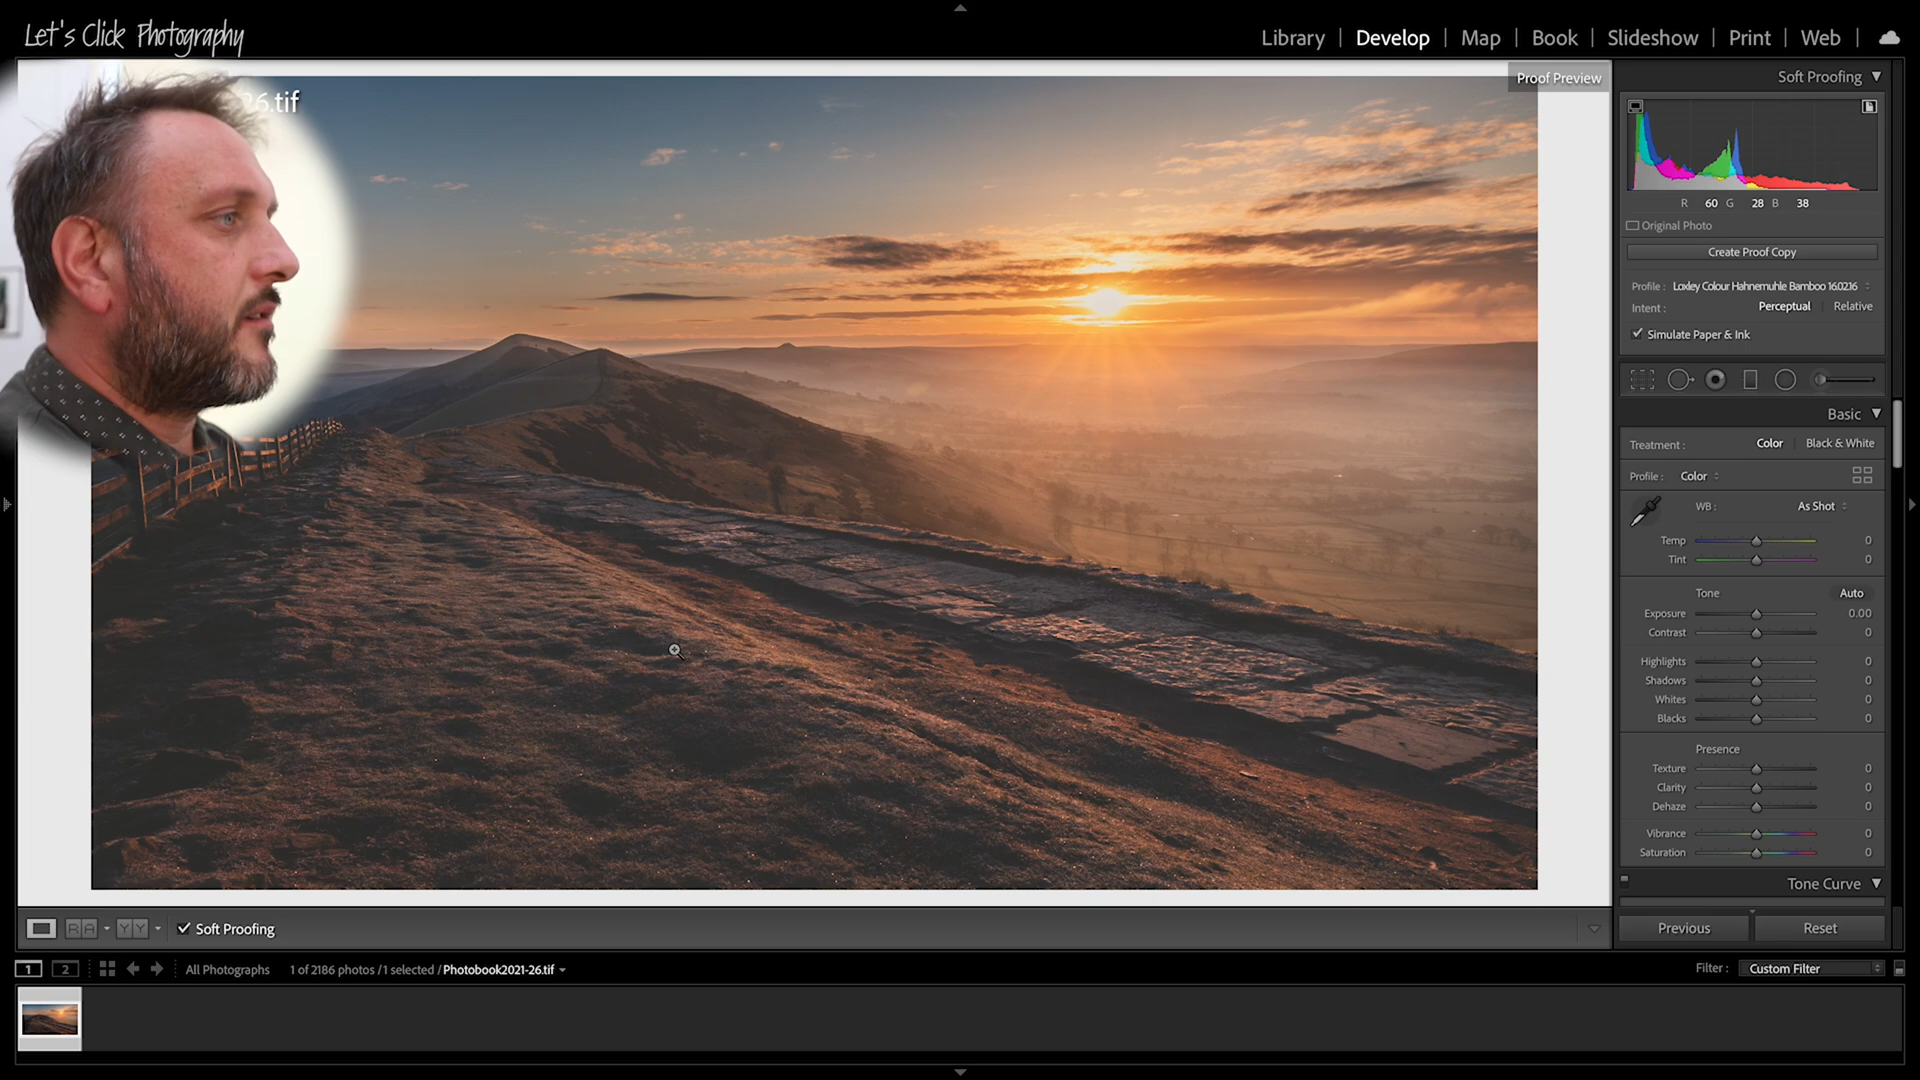 Let's Click Photography
Library | Develop | Map | Book | Slideshow | Print | Web |
26.tif
Proof Preview
Soft Proofing
R 60 G 28 B 38
Original Photo
Create Proof Copy
Profile : Loxley Colour Hahnemuhle Bamboo 160216
Intent : Perceptual Relative
Simulate Paper & Ink
Basic
Treatment : Color Black & White
Profile : Color
WB : As Shot
Temp 0
Tint 0
Tone Auto
Exposure 0.00
Contrast 0
Highlights 0
Shadows 0
Whites 0
Blacks 0
Presence
Texture 0
Clarity 0
Dehaze 0
Vibrance 0
Saturation 0
Tone Curve
Previous Reset
R A Y Y Soft Proofing
1 2 All Photographs 1 of 2186 photos / 1 selected / Photobook2021-26.tif
Filter : Custom Filter